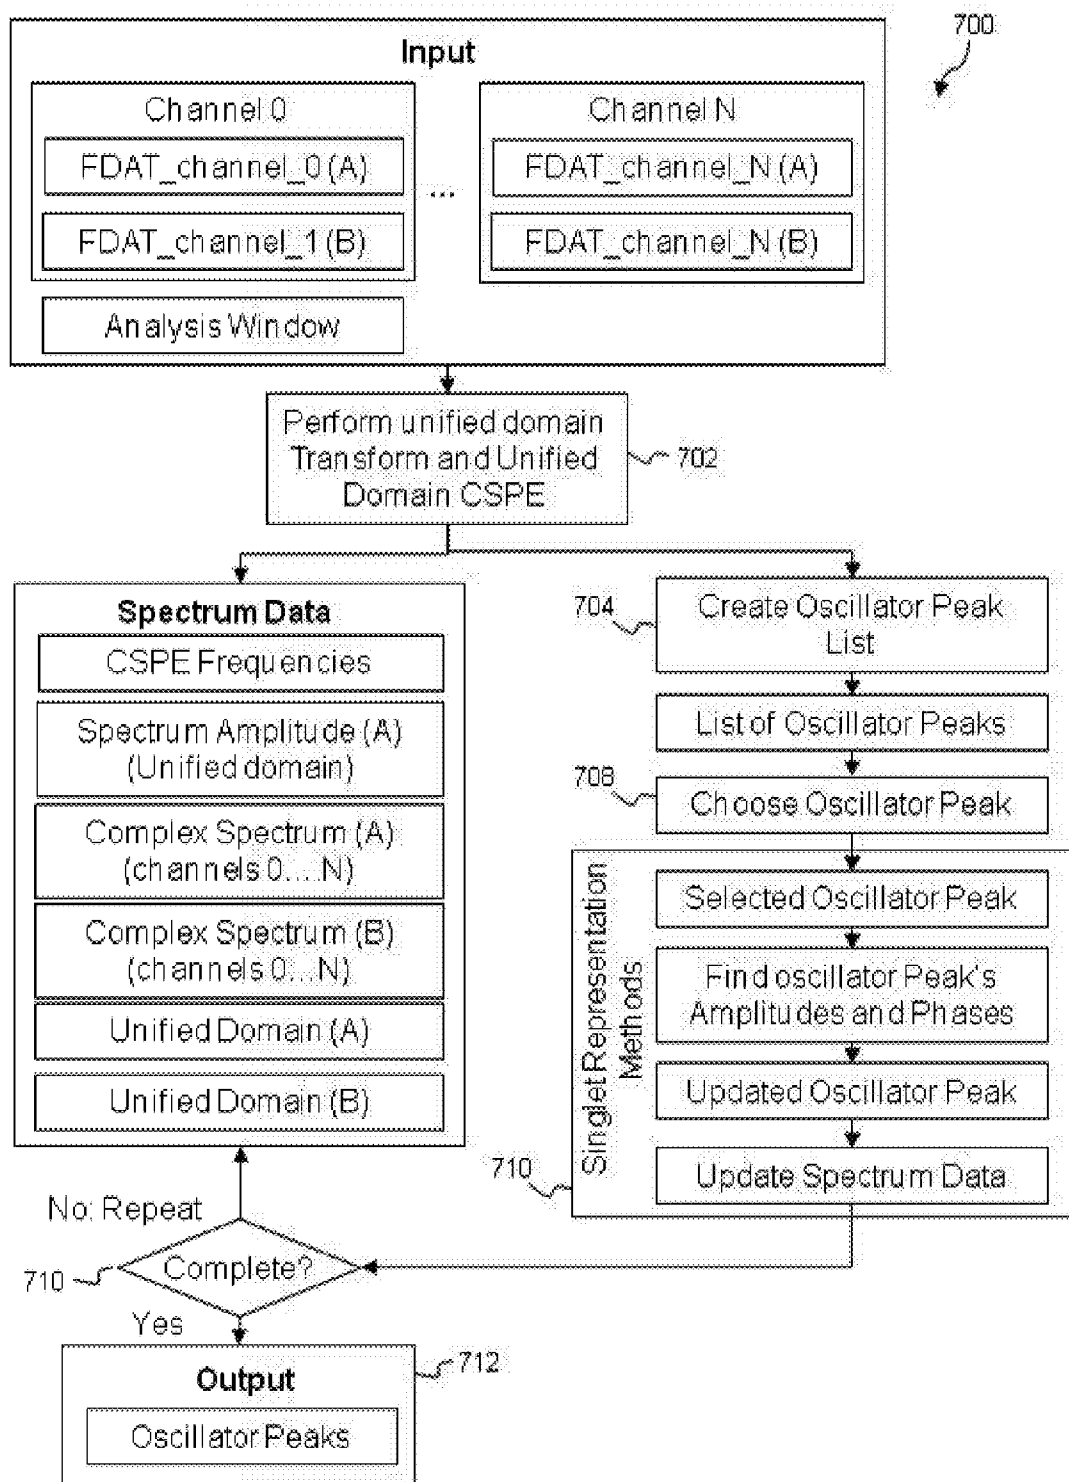 700
Input
Channel 0
FDAT_channel_0 (A)
FDAT_channel_1 (B)
...
Channel N
FDAT_channel_N (A)
FDAT_channel_N (B)
Analysis Window
Perform unified domain
Transform and Unified
Domain CSPE
702
Spectrum Data
CSPE Frequencies
Spectrum Amplitude (A)
(Unified domain)
Complex Spectrum (A)
(channels 0....N)
Complex Spectrum (B)
(channels 0...N)
Unified Domain (A)
Unified Domain (B)
704
Create Oscillator Peak
List
List of Oscillator Peaks
708
Choose Oscillator Peak
Singlet Representation
Methods
Selected Oscillator Peak
Find oscillator Peak's
Amplitudes and Phases
Updated Oscillator Peak
Update Spectrum Data
710
No: Repeat
Complete?
710
Yes
Output
Oscillator Peaks
712